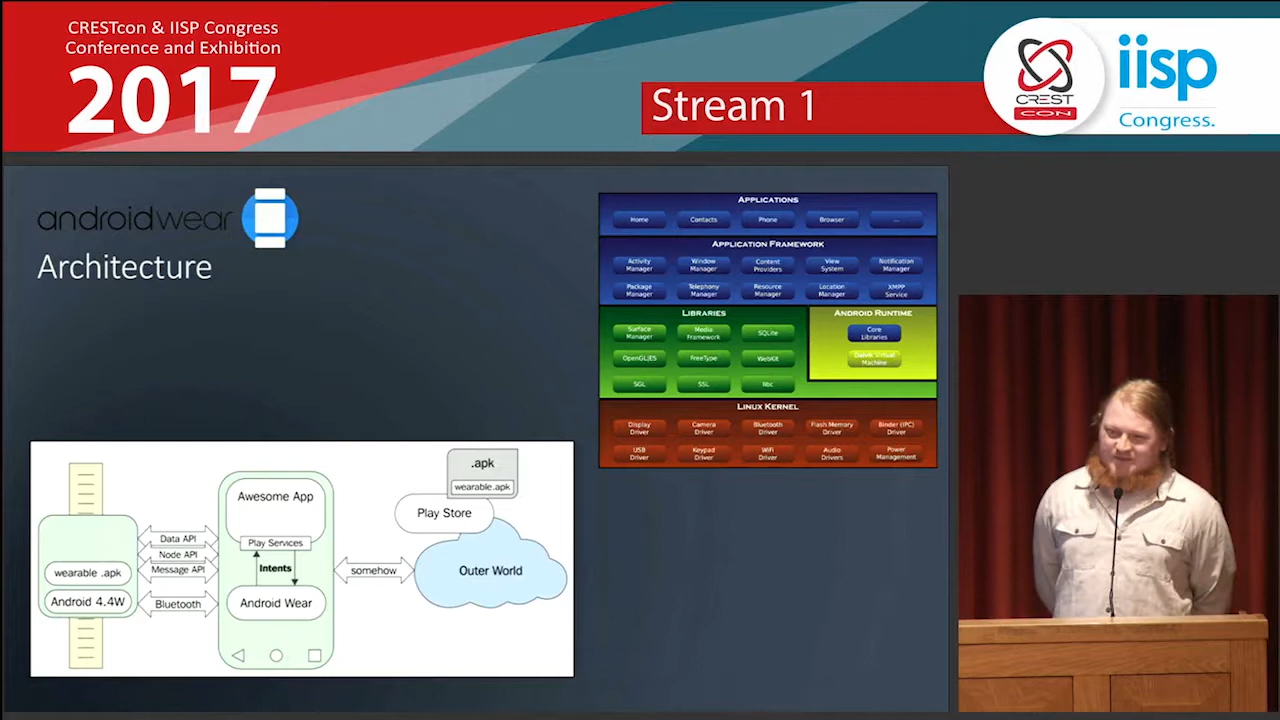 CRESTcon & IISP Congress
Conference and Exhibition
2017
Stream 1
CREST
CON
iisp
Congress.
androidwear
Architecture
APPLICATIONS
Home Contacts Phone Browser ...
APPLICATION FRAMEWORK
Activity Manager Window Manager Content Providers View System Notification Manager
Package Manager Telephony Manager Resource Manager Location Manager XMPP Service
LIBRARIES
Surface Manager Media Framework SQLite
OpenGL|ES FreeType WebKit
SGL SSL libc
ANDROID RUNTIME
Core Libraries
Dalvik Virtual Machine
LINUX KERNEL
Display Driver Camera Driver Bluetooth Driver Flash Memory Driver Binder (IPC) Driver
USB Driver Keypad Driver WiFi Driver Audio Drivers Power Management
wearable .apk
Android 4.4W
Data API
Node API
Message API
Bluetooth
Awesome App
Play Services
Intents
Android Wear
somehow
.apk
wearable.apk
Play Store
Outer World